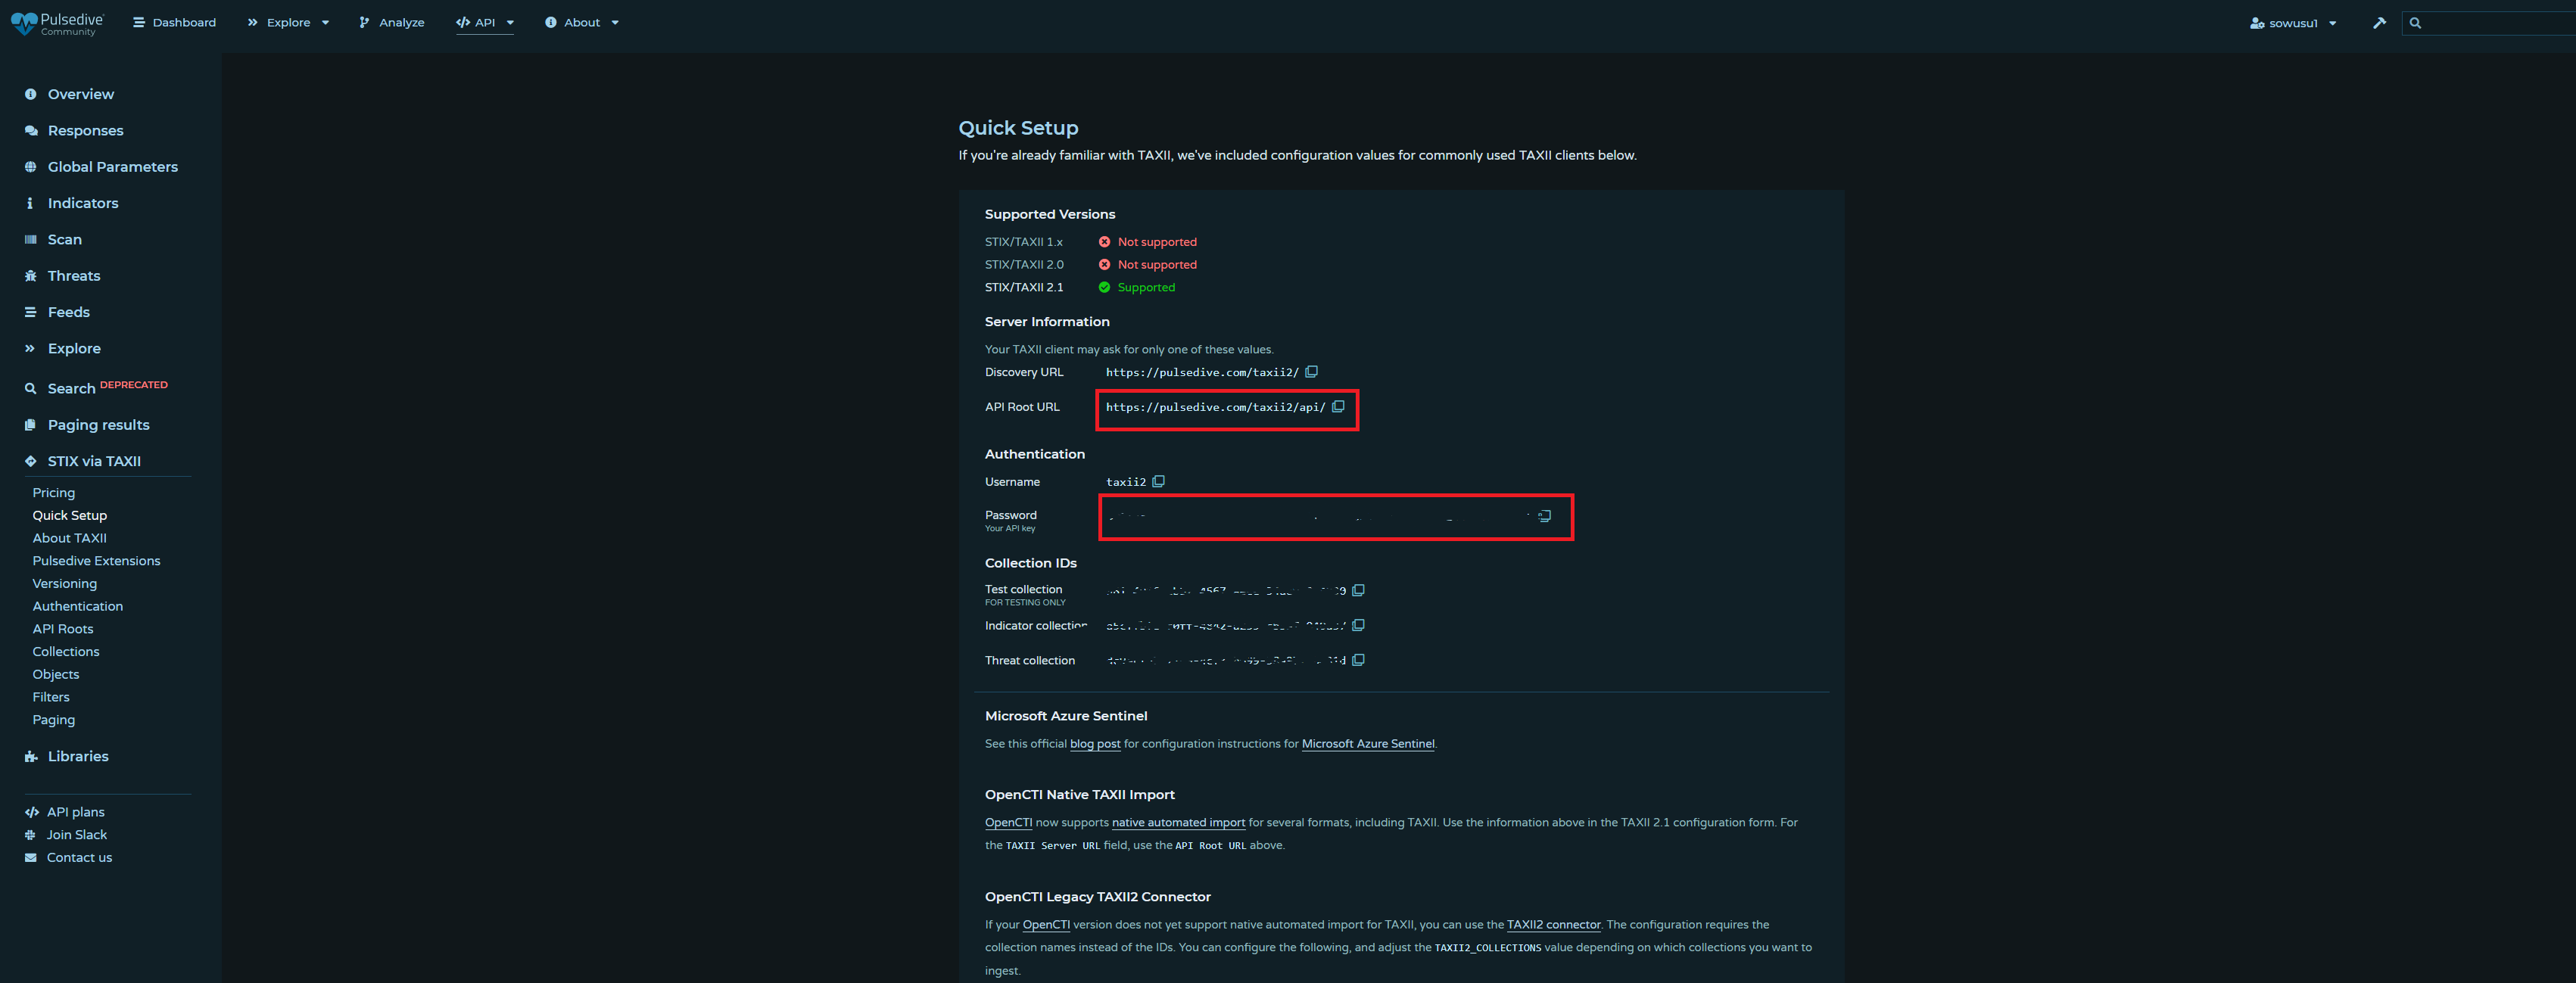 Pulsedive
Community
Dashboard
Explore
Analyze
API
About
sowusu1
Overview
Responses
Global Parameters
Indicators
Scan
Threats
Feeds
Explore
Search DEPRECATED
Paging results
STIX via TAXII
Pricing
Quick Setup
About TAXII
Pulsedive Extensions
Versioning
Authentication
API Roots
Collections
Objects
Filters
Paging
Libraries
API plans
Join Slack
Contact us
Quick Setup
If you're already familiar with TAXII, we've included configuration values for commonly used TAXII clients below.
Supported Versions
STIX/TAXII 1.x Not supported
STIX/TAXII 2.0 Not supported
STIX/TAXII 2.1 Supported
Server Information
Your TAXII client may ask for only one of these values.
Discovery URL https://pulsedive.com/taxii2/
API Root URL https://pulsedive.com/taxii2/api/
Authentication
Username taxii2
Password
Your API key
Collection IDs
Test collection
FOR TESTING ONLY
Indicator collection
Threat collection
Microsoft Azure Sentinel
See this official blog post for configuration instructions for Microsoft Azure Sentinel.
OpenCTI Native TAXII Import
OpenCTI now supports native automated import for several formats, including TAXII. Use the information above in the TAXII 2.1 configuration form. For
the TAXII Server URL field, use the API Root URL above.
OpenCTI Legacy TAXII2 Connector
If your OpenCTI version does not yet support native automated import for TAXII, you can use the TAXII2 connector. The configuration requires the
collection names instead of the IDs. You can configure the following, and adjust the TAXII2_COLLECTIONS value depending on which collections you want to
ingest.